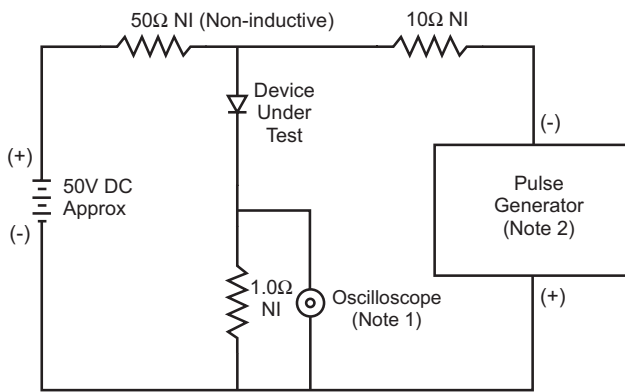 50Ω NI (Non-inductive)
10Ω NI
Device
Under
Test
(+)
50V DC
Approx
(-)
(-)
Pulse
Generator
(Note 2)
(+)
1.0Ω
NI
Oscilloscope
(Note 1)